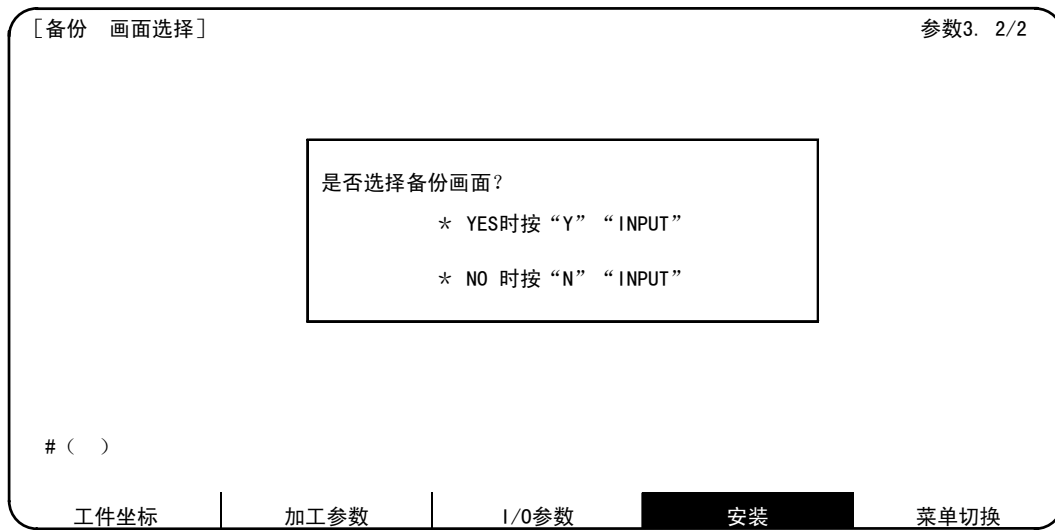 [备份 画面选择] 参数3. 2/2
是否选择备份画面?
* YES时按“Y”“INPUT”
* NO 时按“N”“INPUT”
#( )
工件坐标 加工参数 I/O参数 安装 菜单切换